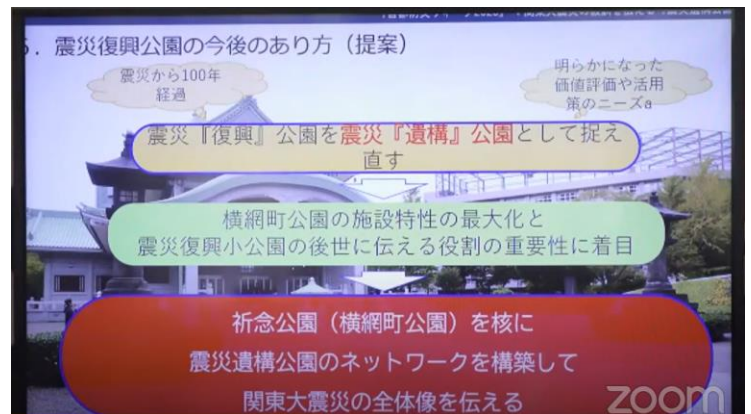 5．震災復興公園の今後のあり方（提案）
震災から100年
経過
明らかになった
価値評価や活用
策のニーズa
震災『復興』公園を震災『遺構』公園として捉え
直す
横網町公園の施設特性の最大化と
震災復興小公園の後世に伝える役割の重要性に着目
祈念公園（横網町公園）を核に
震災遺構公園のネットワークを構築して
関東大震災の全体像を伝える
zoom